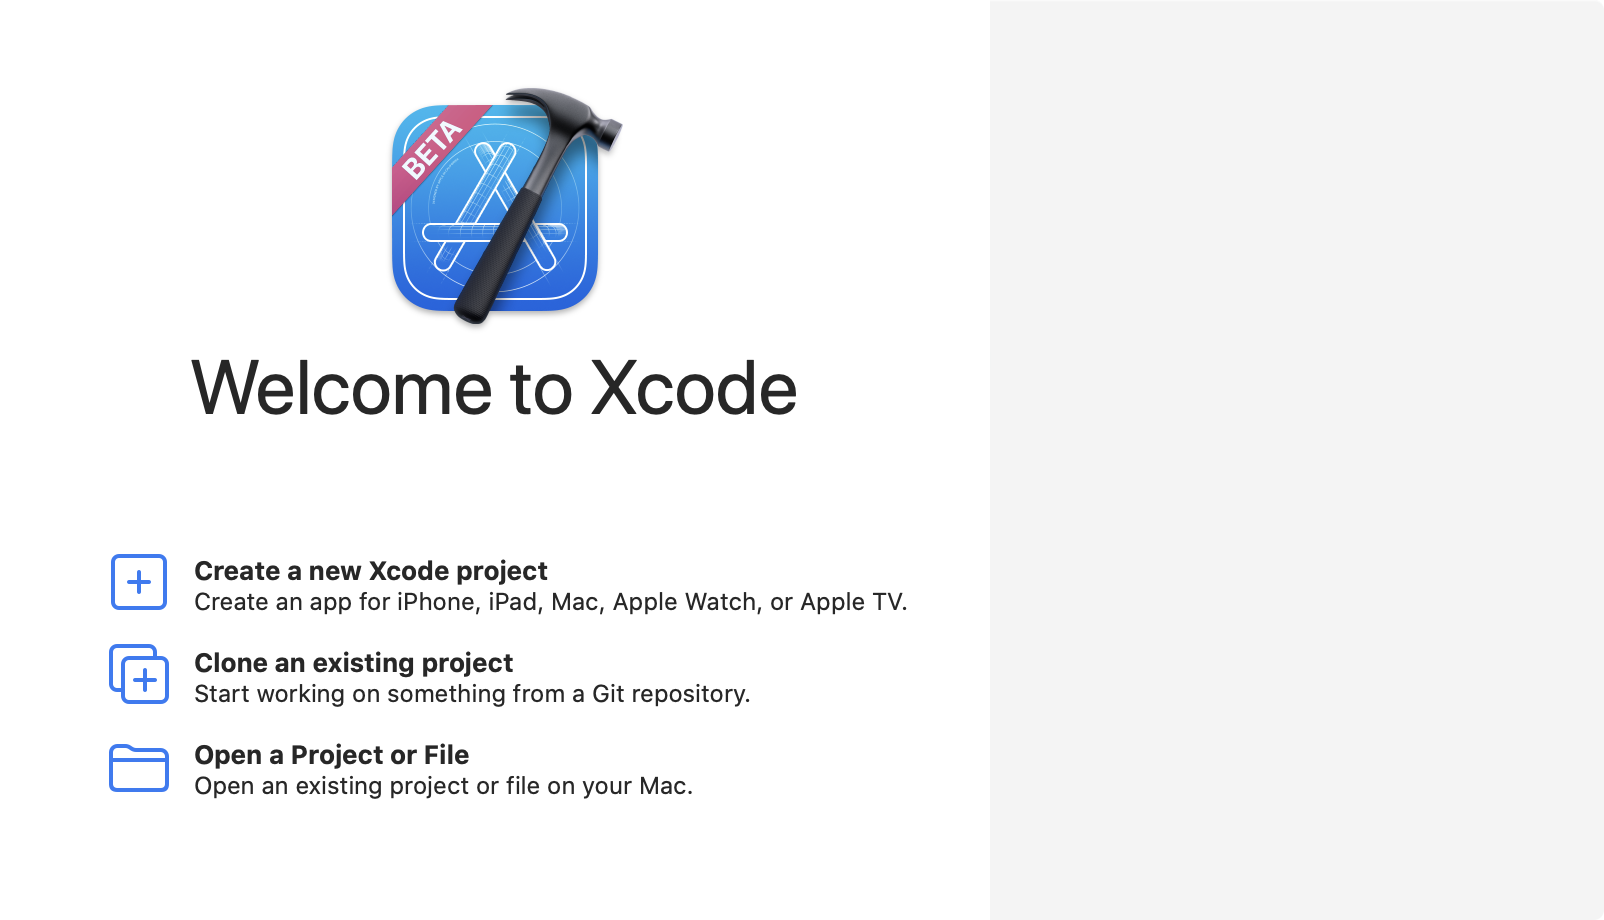 BETA
Welcome to Xcode
Create a new Xcode project
Create an app for iPhone, iPad, Mac, Apple Watch, or Apple TV.
Clone an existing project
Start working on something from a Git repository.
Open a Project or File
Open an existing project or file on your Mac.